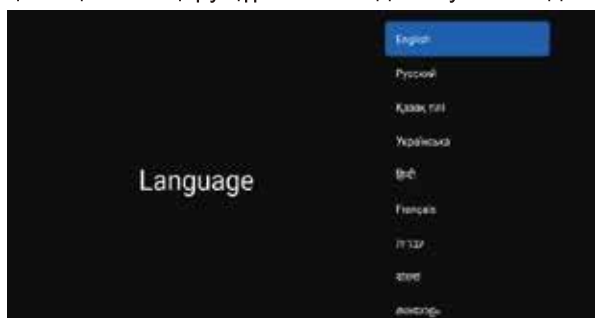 Language
English
Русский
Қазақ тілі
Українська
हिन्दी
Français
עברית